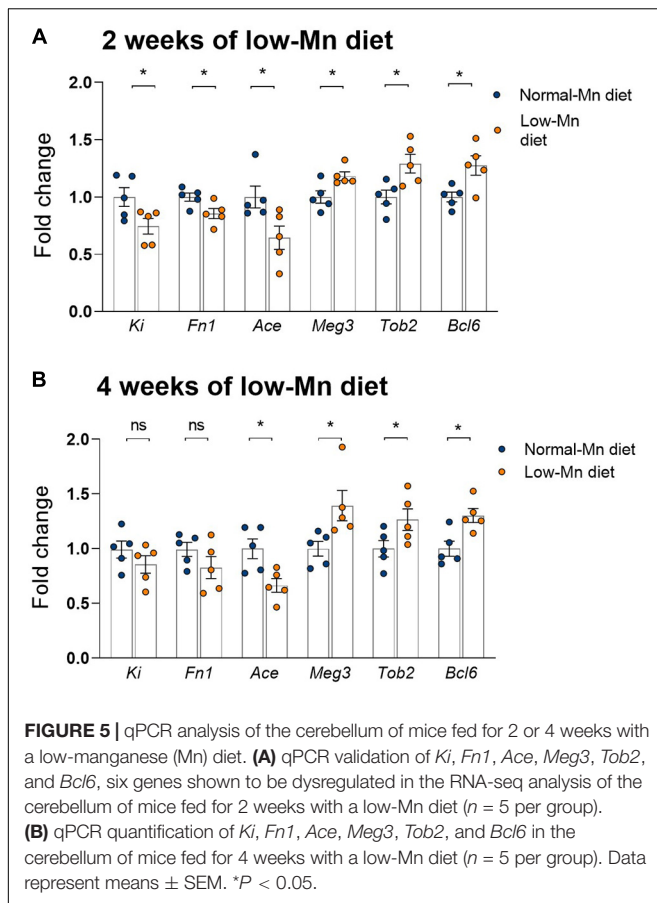 A 2 weeks of low-Mn diet
* * * * * *
Normal-Mn diet
Low-Mn
diet
Fold change
2.0
1.5
1.0
0.5
0.0
Ki Fn1 Ace Meg3 Tob2 Bcl6
B 4 weeks of low-Mn diet
ns ns * * * *
Normal-Mn diet
Low-Mn diet
Fold change
2.0
1.5
1.0
0.5
0.0
Ki Fn1 Ace Meg3 Tob2 Bcl6
FIGURE 5 | qPCR analysis of the cerebellum of mice fed for 2 or 4 weeks with
a low-manganese (Mn) diet. (A) qPCR validation of Ki, Fn1, Ace, Meg3, Tob2,
and Bcl6, six genes shown to be dysregulated in the RNA-seq analysis of the
cerebellum of mice fed for 2 weeks with a low-Mn diet (n = 5 per group).
(B) qPCR quantification of Ki, Fn1, Ace, Meg3, Tob2, and Bcl6 in the
cerebellum of mice fed for 4 weeks with a low-Mn diet (n = 5 per group). Data
represent means ± SEM. *P < 0.05.